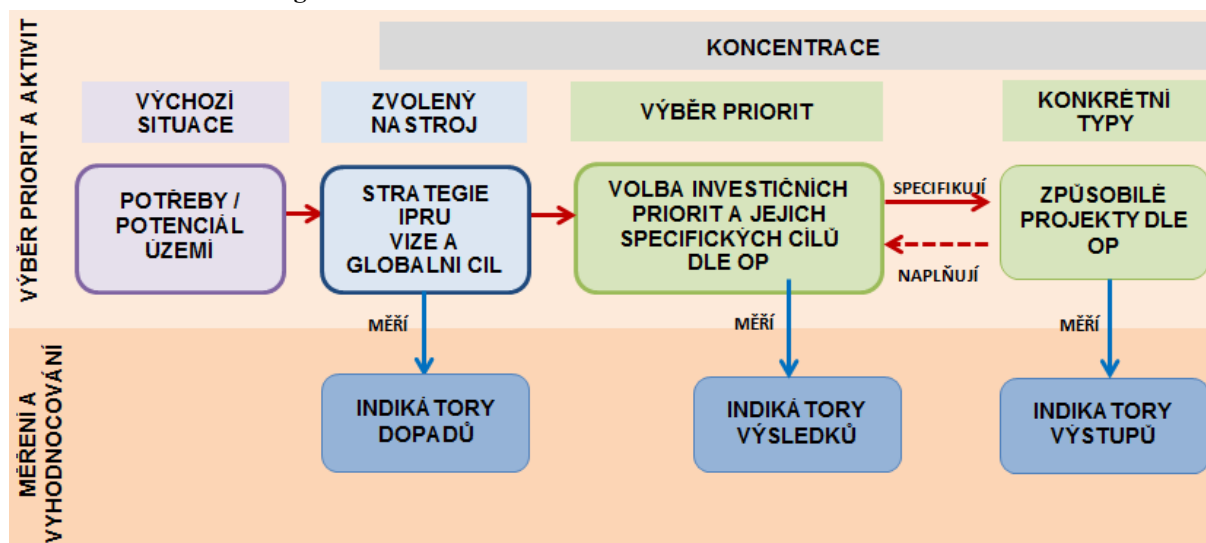 g
KONCENTRACE
VÝBĚR PRIORIT A AKTIVIT
VÝCHOZÍ
SITUACE
ZVOLENÝ
NASTROJ
VÝBĚR PRIORIT
KONKRÉTNÍ
TYPY
POTŘEBY /
POTENCIÁL
ÚZEMÍ
STRATEGIE
IPRU
VIZE A
GLOBALNI CIL
VOLBA INVESTIČNÍCH
PRIORIT A JEJICH
SPECIFICKÝCH CÍLŮ
DLE OP
SPECIFIKUJÍ
NAPLŇUJÍ
ZPŮSOBILÉ
PROJEKTY DLE
OP
MĚŘÍ
MĚŘÍ
MĚŘÍ
MĚŘENÍ A
VYHODNOCOVÁNÍ
INDIKÁTORY
DOPADŮ
INDIKÁTORY
VÝSLEDKŮ
INDIKATORY
VÝSTUPŮ